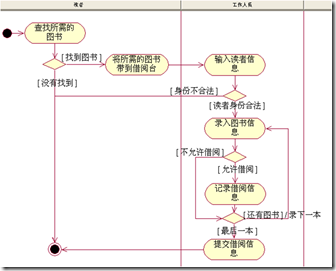 读者
工作人员
查找所需的
图书
[找到图书]
将所需的图书
带到借阅台
输入读者信
息
[没有找到]
[身份不合法]
[读者身份合法]
录入图书信
息
[不允许借阅]
[允许借阅]
记录借阅信
息
[还有图书]/录下一本
[最后一本]
提交借阅信
息